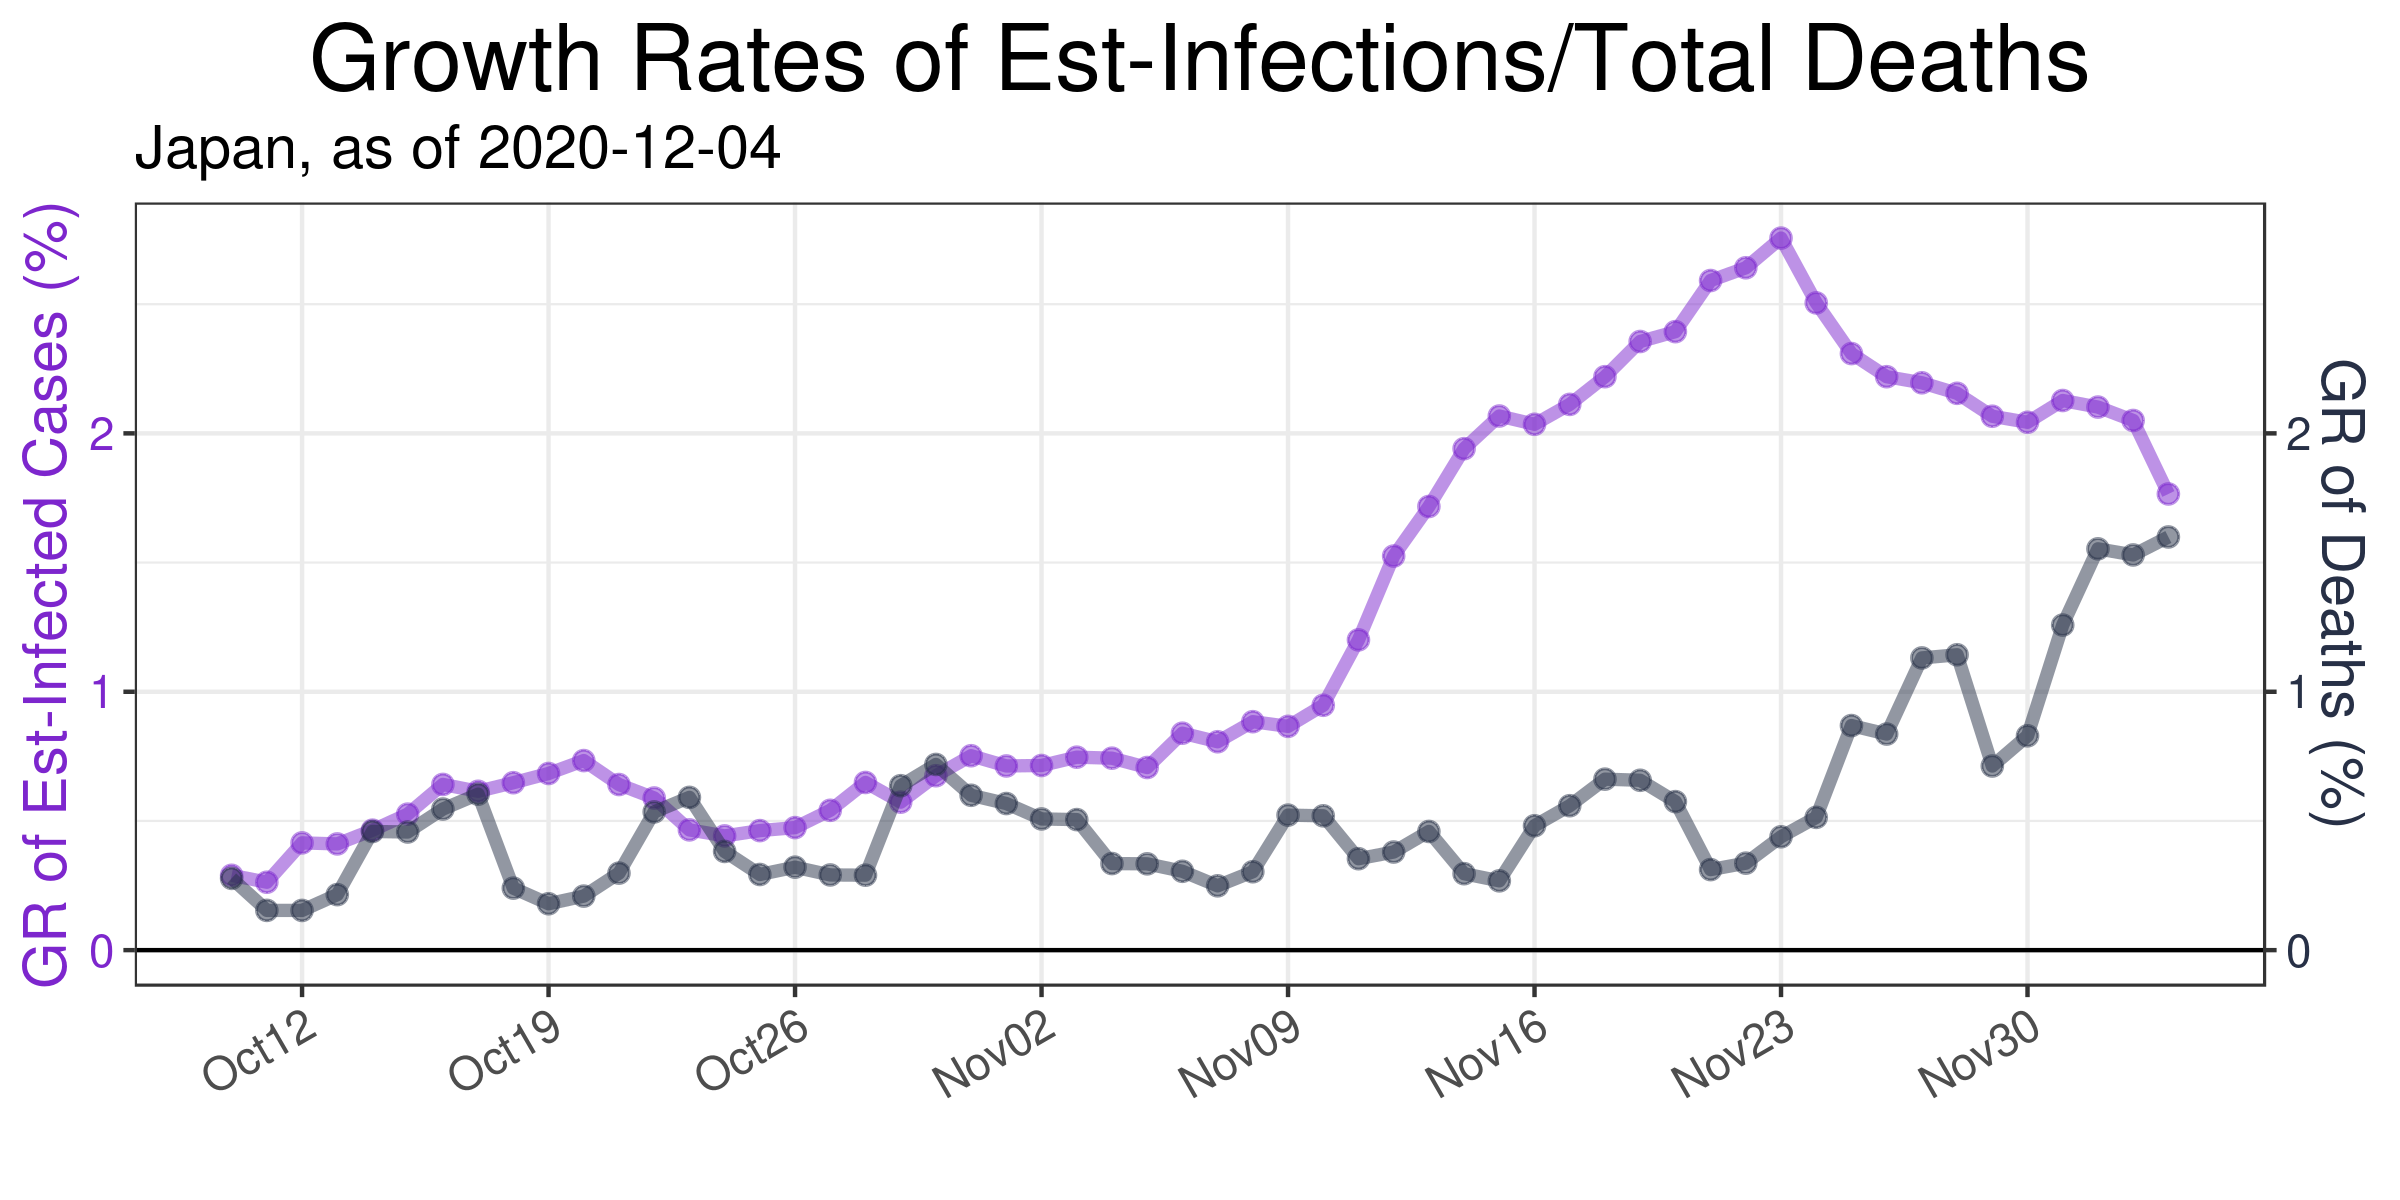 Growth Rates of Est-Infections/Total Deaths
Japan, as of 2020-12-04
GR of Est-Infected Cases (%)
2
1
0
2
1
0
GR of Deaths (%)
Oct12
Oct19
Oct26
Nov02
Nov09
Nov16
Nov23
Nov30